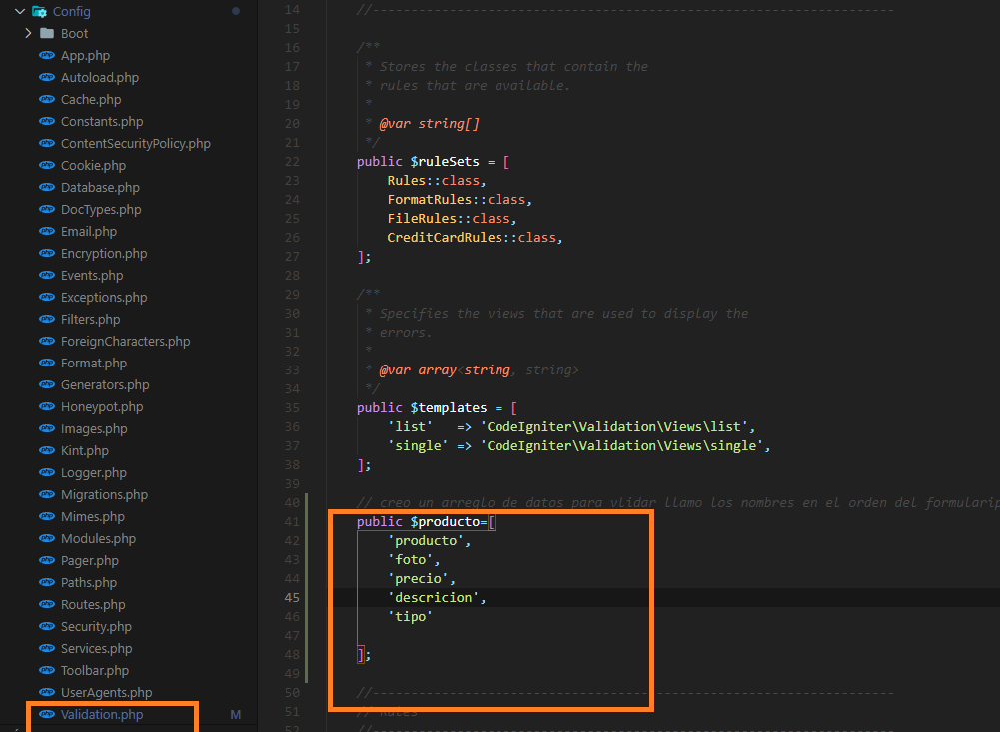 Config
Boot
App.php
Autoload.php
Cache.php
Constants.php
ContentSecurityPolicy.php
Cookie.php
Database.php
DocTypes.php
Email.php
Encryption.php
Events.php
Exceptions.php
Filters.php
ForeignCharacters.php
Format.php
Generators.php
Honeypot.php
Images.php
Kint.php
Logger.php
Migrations.php
Mimes.php
Modules.php
Pager.php
Paths.php
Routes.php
Security.php
Services.php
Toolbar.php
UserAgents.php
Validation.php M
14 //--------------------------------------------------------------------
15
16 /**
17 * Stores the classes that contain the
18 * rules that are available.
19 *
20 * @var string[]
21 */
22 public $ruleSets = [
23 Rules::class,
24 FormatRules::class,
25 FileRules::class,
26 CreditCardRules::class,
27 ];
28
29 /**
30 * Specifies the views that are used to display the
31 * errors.
32 *
33 * @var array<string, string>
34 */
35 public $templates = [
36 'list' => 'CodeIgniter\Validation\Views\list',
37 'single' => 'CodeIgniter\Validation\Views\single',
38 ];
39
40 // creo un arreglo de datos para vlidar llamo los nombres en el orden del formularip
41 public $producto=[
42 'producto',
43 'foto',
44 'precio',
45 'descricion',
46 'tipo'
47
48 ];
49
50 //--------------------------------------------------------------------
51 // Rules
52 //--------------------------------------------------------------------